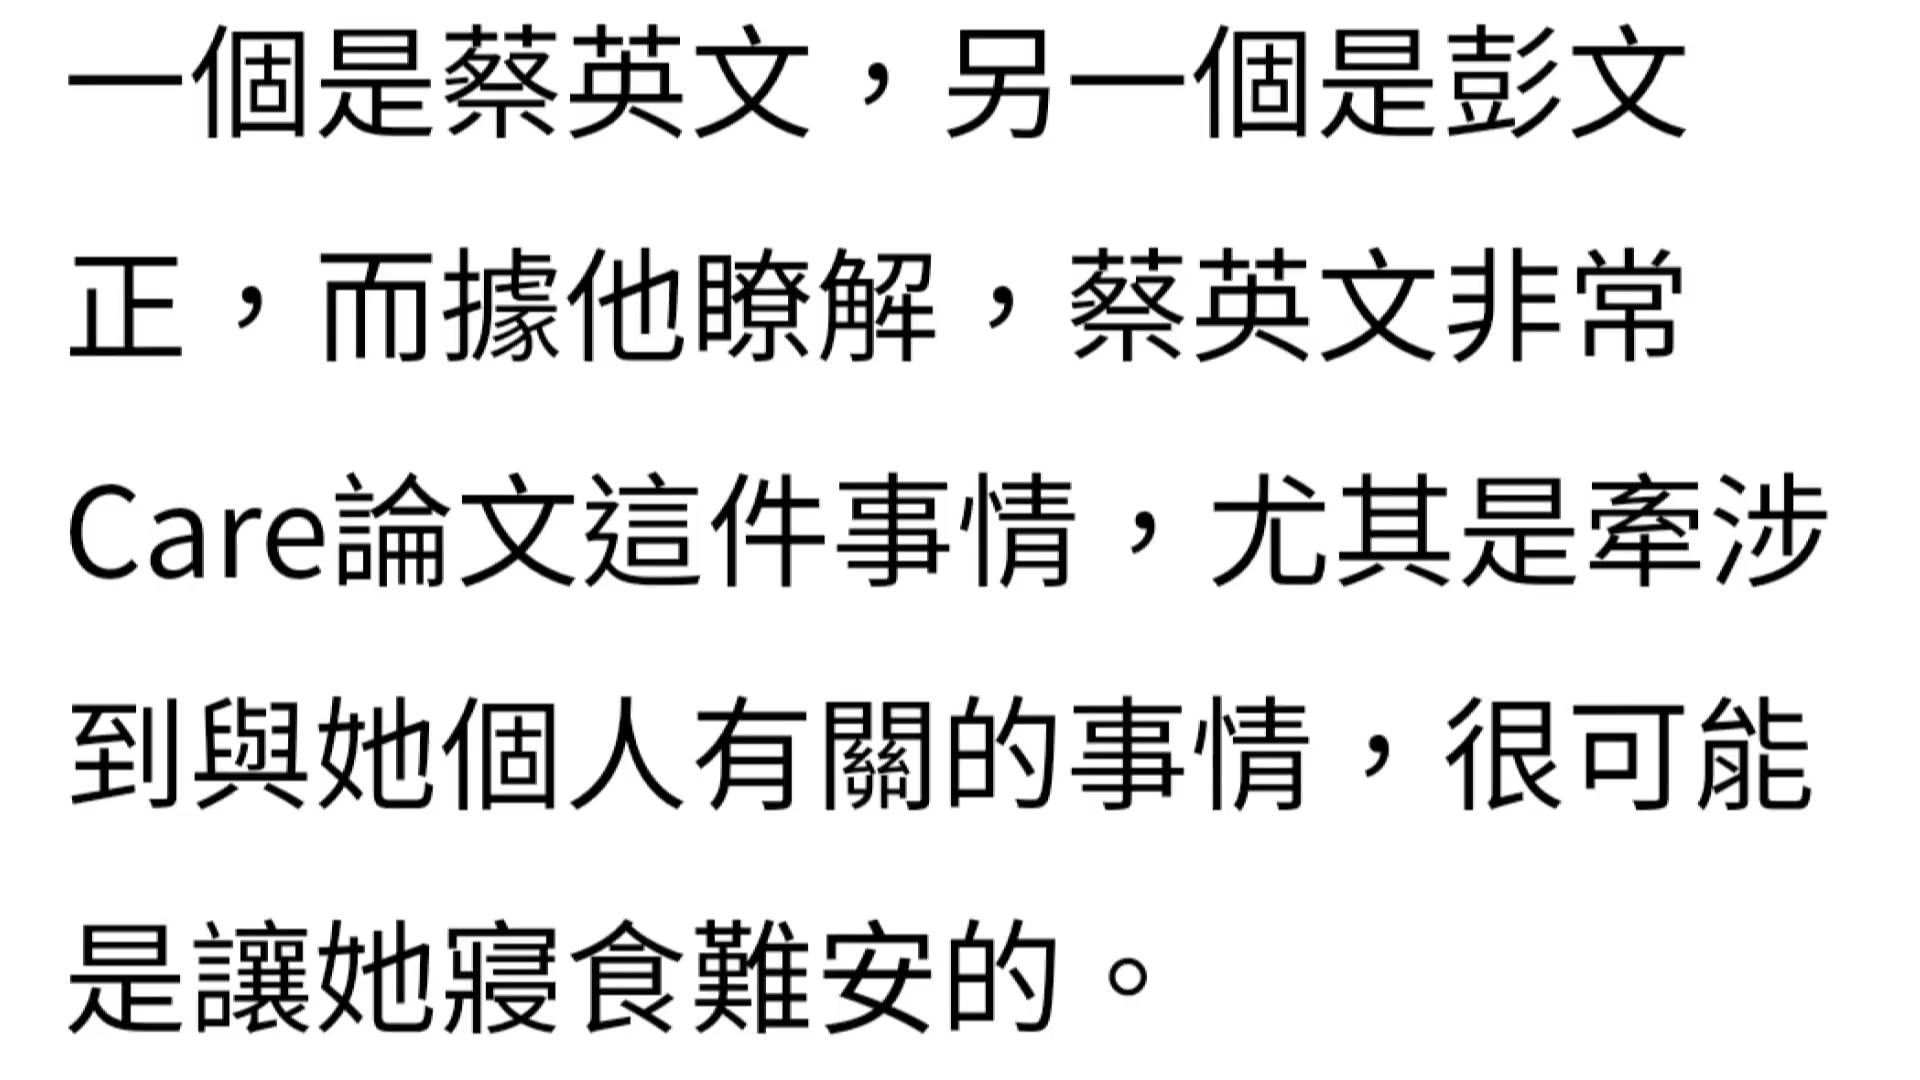 一個是蔡英文，另一個是彭文
正，而據他瞭解，蔡英文非常
Care論文這件事情，尤其是牽涉
到與她個人有關的事情，很可能
是讓她寢食難安的。